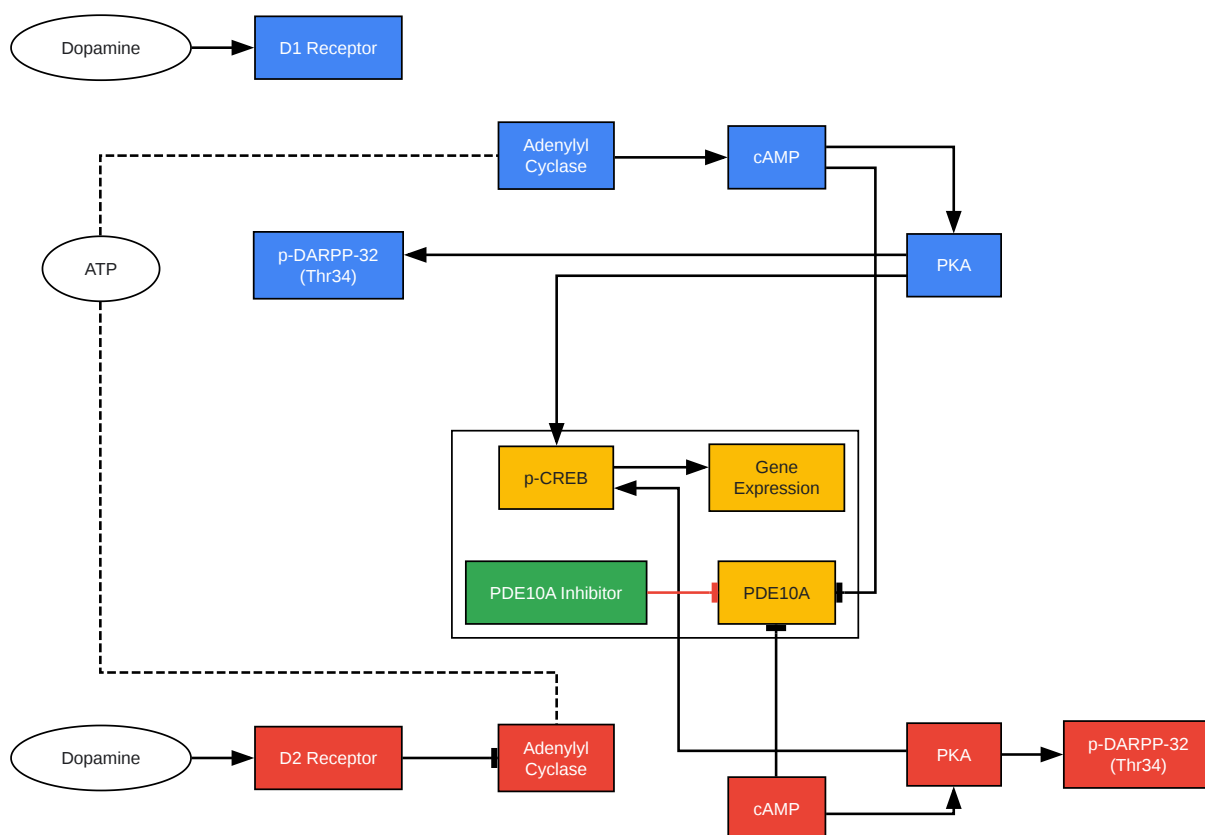 Dopamine
D1 Receptor
Adenylyl
Cyclase
cAMP
ATP
p-DARPP-32
(Thr34)
PKA
p-CREB
Gene
Expression
PDE10A Inhibitor
PDE10A
Dopamine
D2 Receptor
Adenylyl
Cyclase
PKA
p-DARPP-32
(Thr34)
cAMP